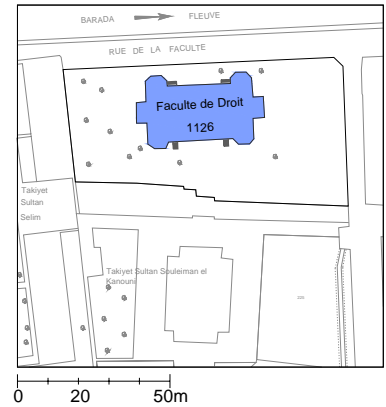 BARADA FLEUVE
RUE DE LA FACULTE
Faculte de Droit
1126
Takiyet
Sultan
Selim
Takiyet Sultan Souleiman el
Kanouni
0 20 50m